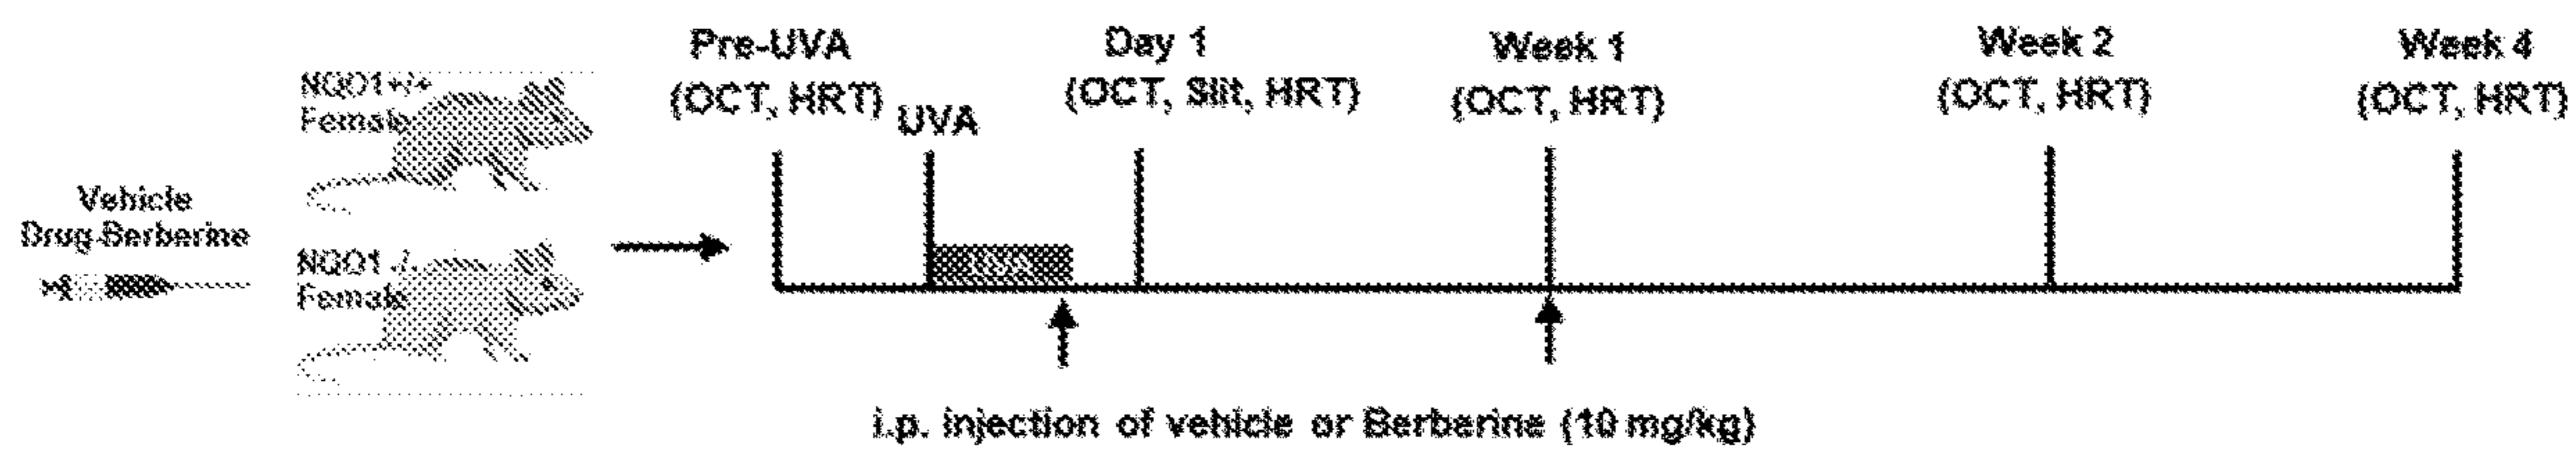 Pre-UVA
(OCT, HRT)
UVA
Day 1
(OCT, Slit, HRT)
Week 1
(OCT, HRT)
Week 2
(OCT, HRT)
Week 4
(OCT, HRT)
NQO1+/+
Female
Vehicle
Drug-Berberine
NQO1 -/-
Female
UVA
i.p. injection of vehicle or Berberine (10 mg/kg)